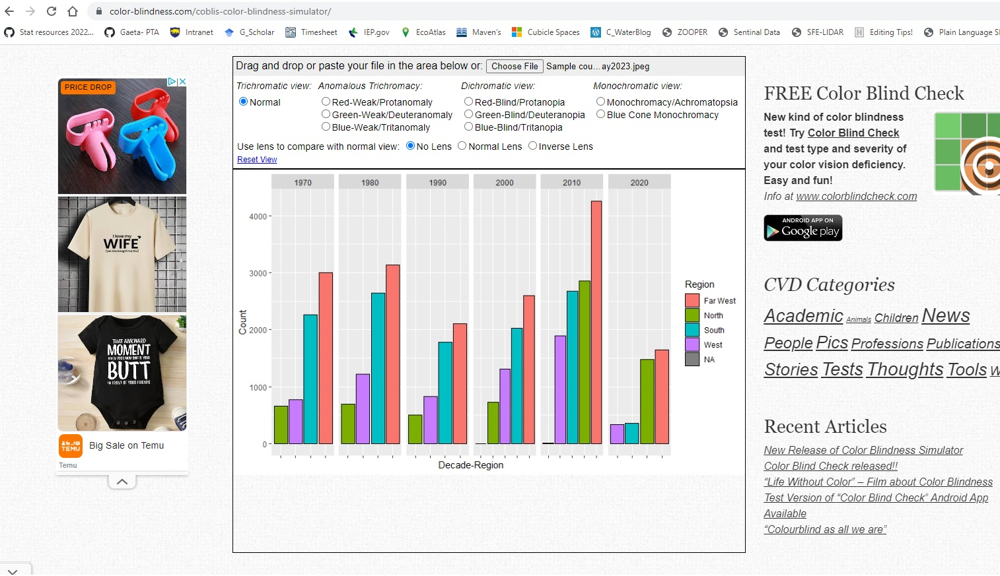 color-blindness.com/coblis-color-blindness-simulator/
Stat resources 2022... Gaeta- PTA Intranet G_Scholar Timesheet IEP.gov EcoAtlas Maven's Cubicle Spaces C_WaterBlog ZOOPER Sentinal Data SFE-LIDAR Editing Tips! Plain Language S
Drag and drop or paste your file in the area below or: Choose File Sample cou...ay2023.jpeg
Trichromatic view: Anomalous Trichromacy: Dichromatic view: Monochromatic view:
Normal Red-Weak/Protanomaly Red-Blind/Protanopia Monochromacy/Achromatopsia
Green-Weak/Deuteranomaly Green-Blind/Deuteranopia Blue Cone Monochromacy
Blue-Weak/Tritanomaly Blue-Blind/Tritanopia
Use lens to compare with normal view: No Lens Normal Lens Inverse Lens
Reset View
PRICE DROP
I love my
WIFE
(yes she bought me this)
THAT AWKWARD
MOMENT
BUTT
IN FRONT OF YOUR FRIENDS
TEMU
Big Sale on Temu
Temu
1970 1980 1990 2000 2010 2020
4000
3000
2000
1000
0
Count
Decade-Region
Region
Far West
North
South
West
NA
FREE Color Blind Check
New kind of color blindness
test! Try Color Blind Check
and test type and severity of
your color vision deficiency.
Easy and fun!
Info at www.colorblindcheck.com
ANDROID APP ON
Google play
CVD Categories
Academic Animals Children News
People Pics Professions Publications
Stories Tests Thoughts Tools W
Recent Articles
New Release of Color Blindness Simulator
Color Blind Check released!!
“Life Without Color” – Film about Color Blindness
Test Version of “Color Blind Check” Android App
Available
“Colourblind as all we are”